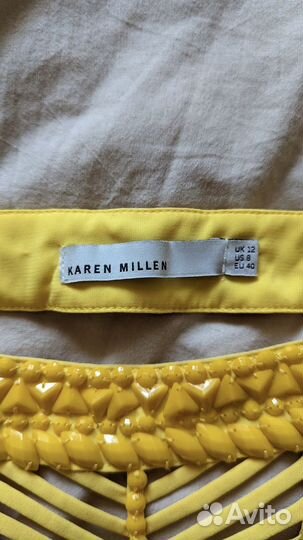 KAREN MILLEN
UK 12
US 8
EU 40
Avito